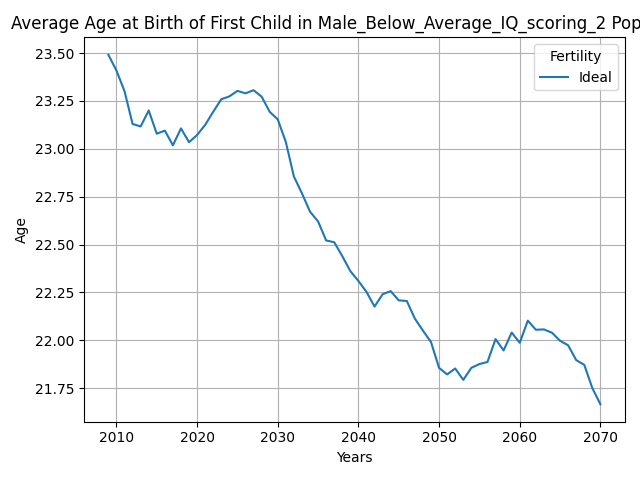 Average Age at Birth of First Child in Male_Below_Average_IQ_scoring_2 Pop
Fertility
Ideal
23.50
23.25
23.00
22.75
22.50
22.25
22.00
21.75
Age
2010 2020 2030 2040 2050 2060 2070
Years